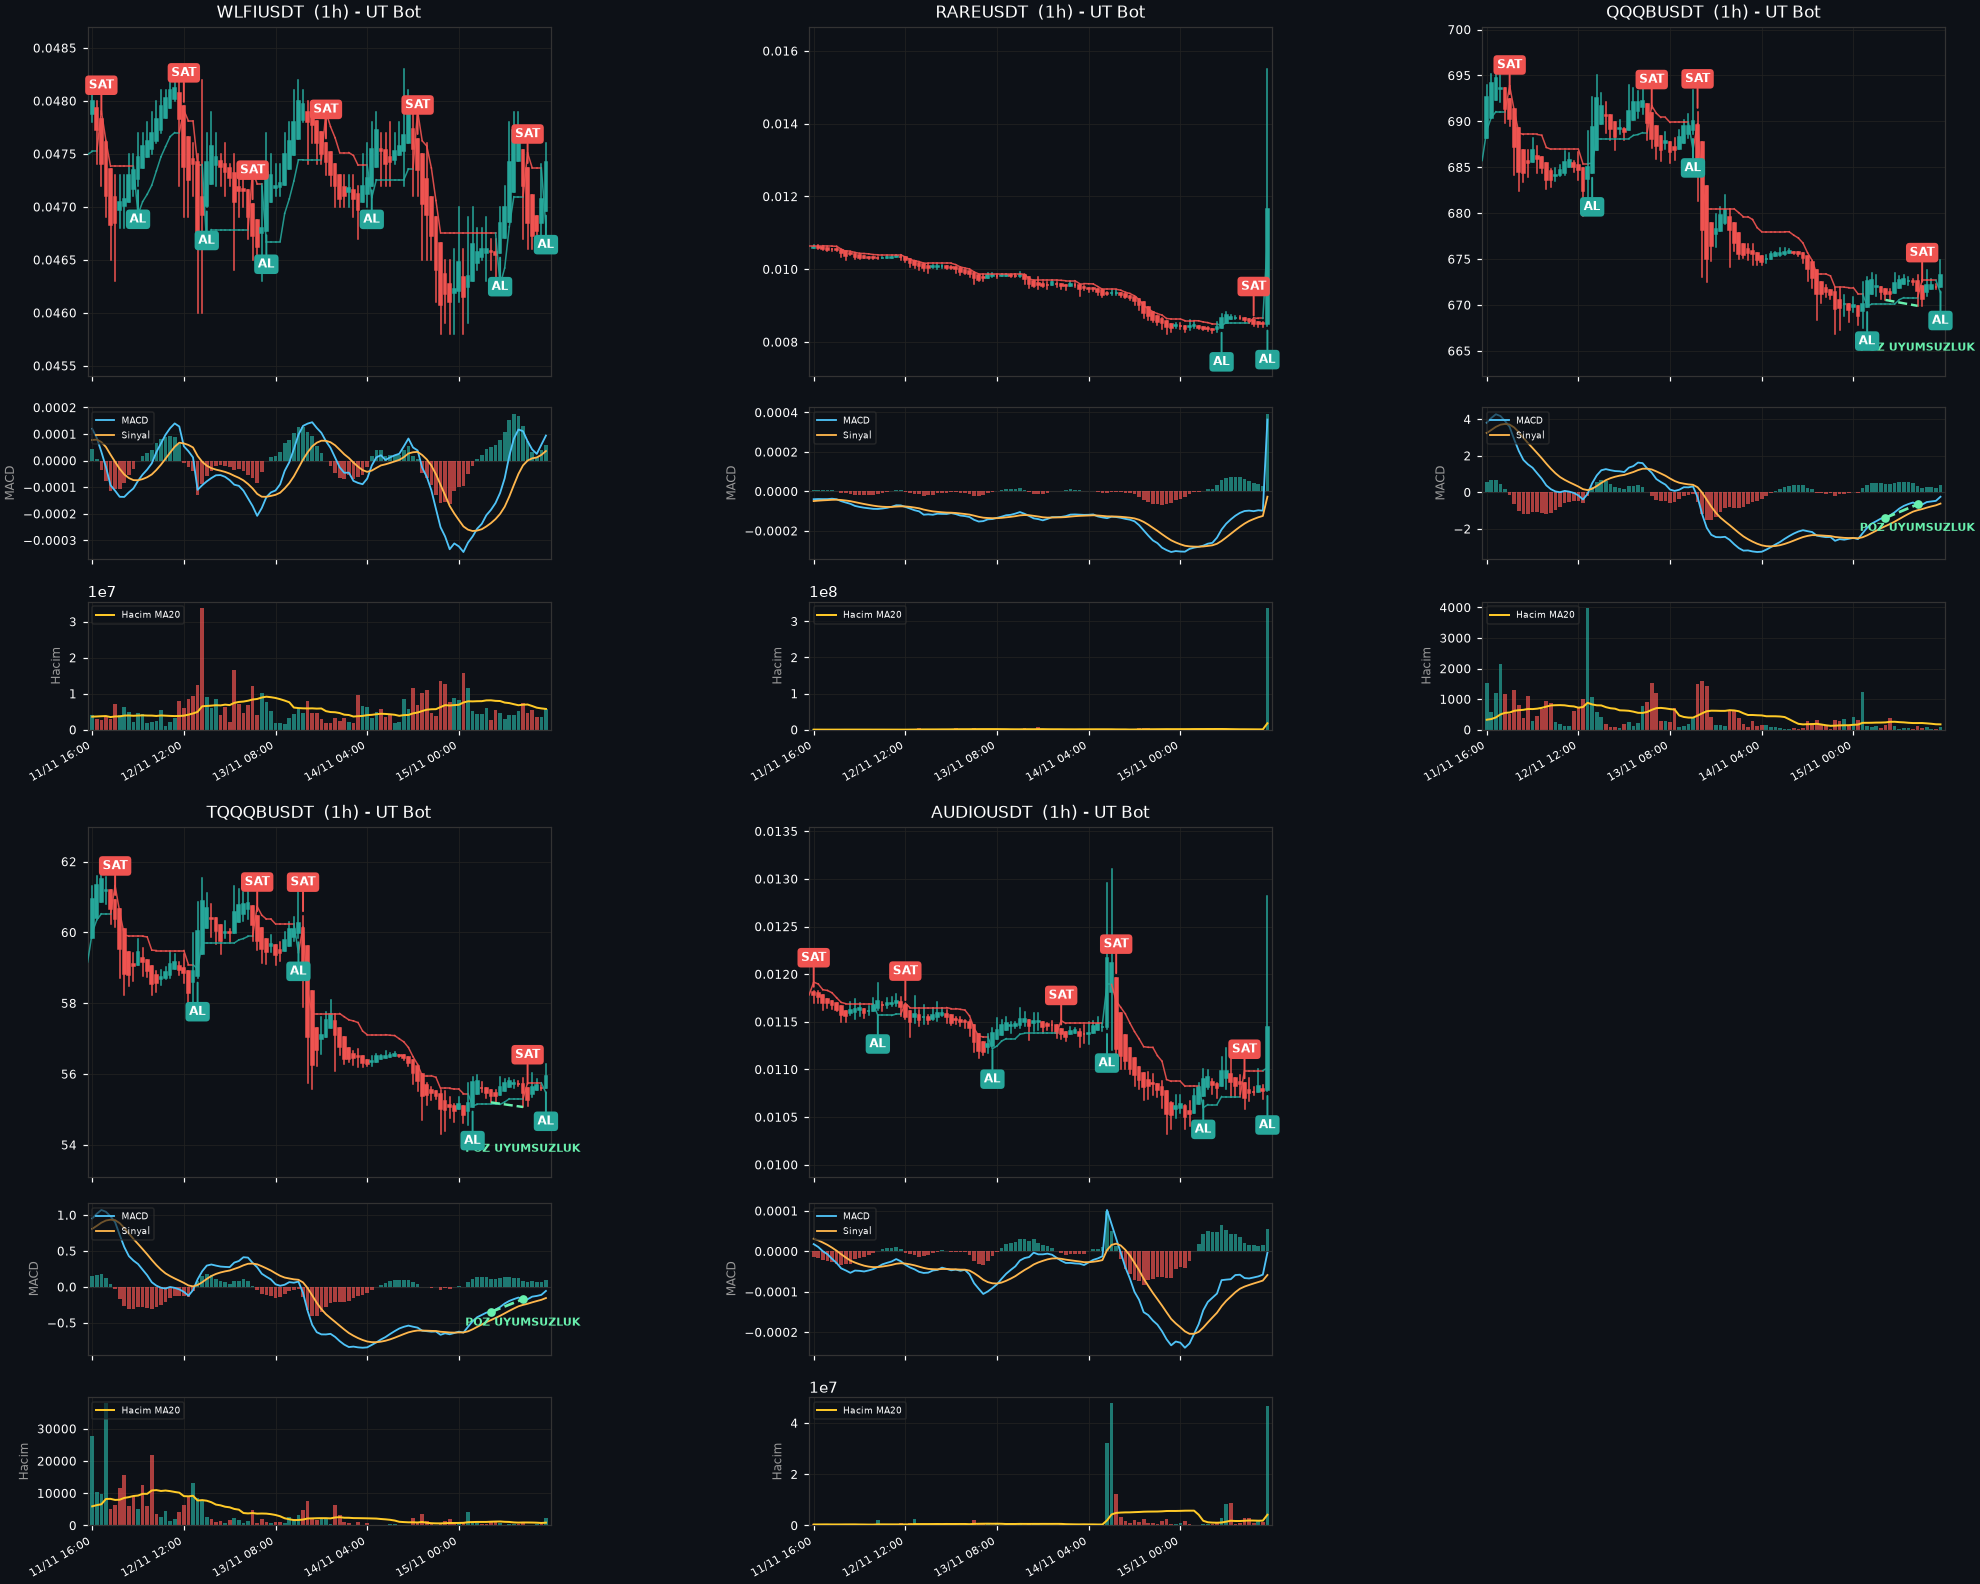 WLFIUSDT (1h) - UT Bot
0.0485
0.0480
0.0475
0.0470
0.0465
0.0460
0.0455
SAT
SAT
SAT
SAT
SAT
SAT
AL
AL
AL
AL
AL
AL
0.0002
0.0001
0.0000
−0.0001
−0.0002
−0.0003
MACD
MACD
Sinyal
1e7
3
2
1
0
Hacim
Hacim MA20
11/11 16:00
12/11 12:00
13/11 08:00
14/11 04:00
15/11 00:00
RAREUSDT (1h) - UT Bot
0.016
0.014
0.012
0.010
0.008
SAT
AL
AL
0.0004
0.0002
0.0000
−0.0002
MACD
MACD
Sinyal
1e8
3
2
1
0
Hacim
Hacim MA20
11/11 16:00
12/11 12:00
13/11 08:00
14/11 04:00
15/11 00:00
QQQBUSDT (1h) - UT Bot
700
695
690
685
680
675
670
665
SAT
SAT
SAT
SAT
AL
AL
AL
AL
POZ UYUMSUZLUK
4
2
0
−2
MACD
MACD
Sinyal
POZ UYUMSUZLUK
4000
3000
2000
1000
0
Hacim
Hacim MA20
11/11 16:00
12/11 12:00
13/11 08:00
14/11 04:00
15/11 00:00
TQQQBUSDT (1h) - UT Bot
62
60
58
56
54
SAT
SAT
SAT
SAT
AL
AL
AL
AL
POZ UYUMSUZLUK
1.0
0.5
0.0
−0.5
MACD
MACD
Sinyal
POZ UYUMSUZLUK
30000
20000
10000
0
Hacim
Hacim MA20
11/11 16:00
12/11 12:00
13/11 08:00
14/11 04:00
15/11 00:00
AUDIOUSDT (1h) - UT Bot
0.0135
0.0130
0.0125
0.0120
0.0115
0.0110
0.0105
0.0100
SAT
SAT
SAT
SAT
SAT
AL
AL
AL
AL
AL
0.0001
0.0000
−0.0001
−0.0002
MACD
MACD
Sinyal
1e7
4
2
0
Hacim
Hacim MA20
11/11 16:00
12/11 12:00
13/11 08:00
14/11 04:00
15/11 00:00